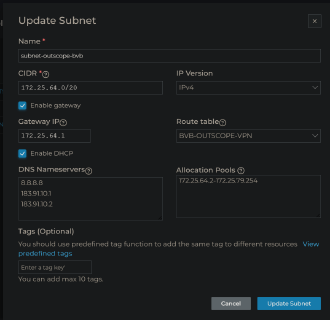 Update Subnet
Name *
subnet-outscope-bvb
CIDR *
IP Version
172.25.64.0/20
IPv4
Enable gateway
Gateway IP
Route table
172.25.64.1
BVB-OUTSCOPE-VPN
Enable DHCP
DNS Nameservers
Allocation Pools
8.8.8.8
183.91.10.1
183.91.10.2
172.25.64.2-172.25.79.254
Tags (Optional)
You should use predefined tag function to add the same tag to different resources View
predefined tags
Enter a tag key'
You can add max 10 tags.
Cancel
Update Subnet